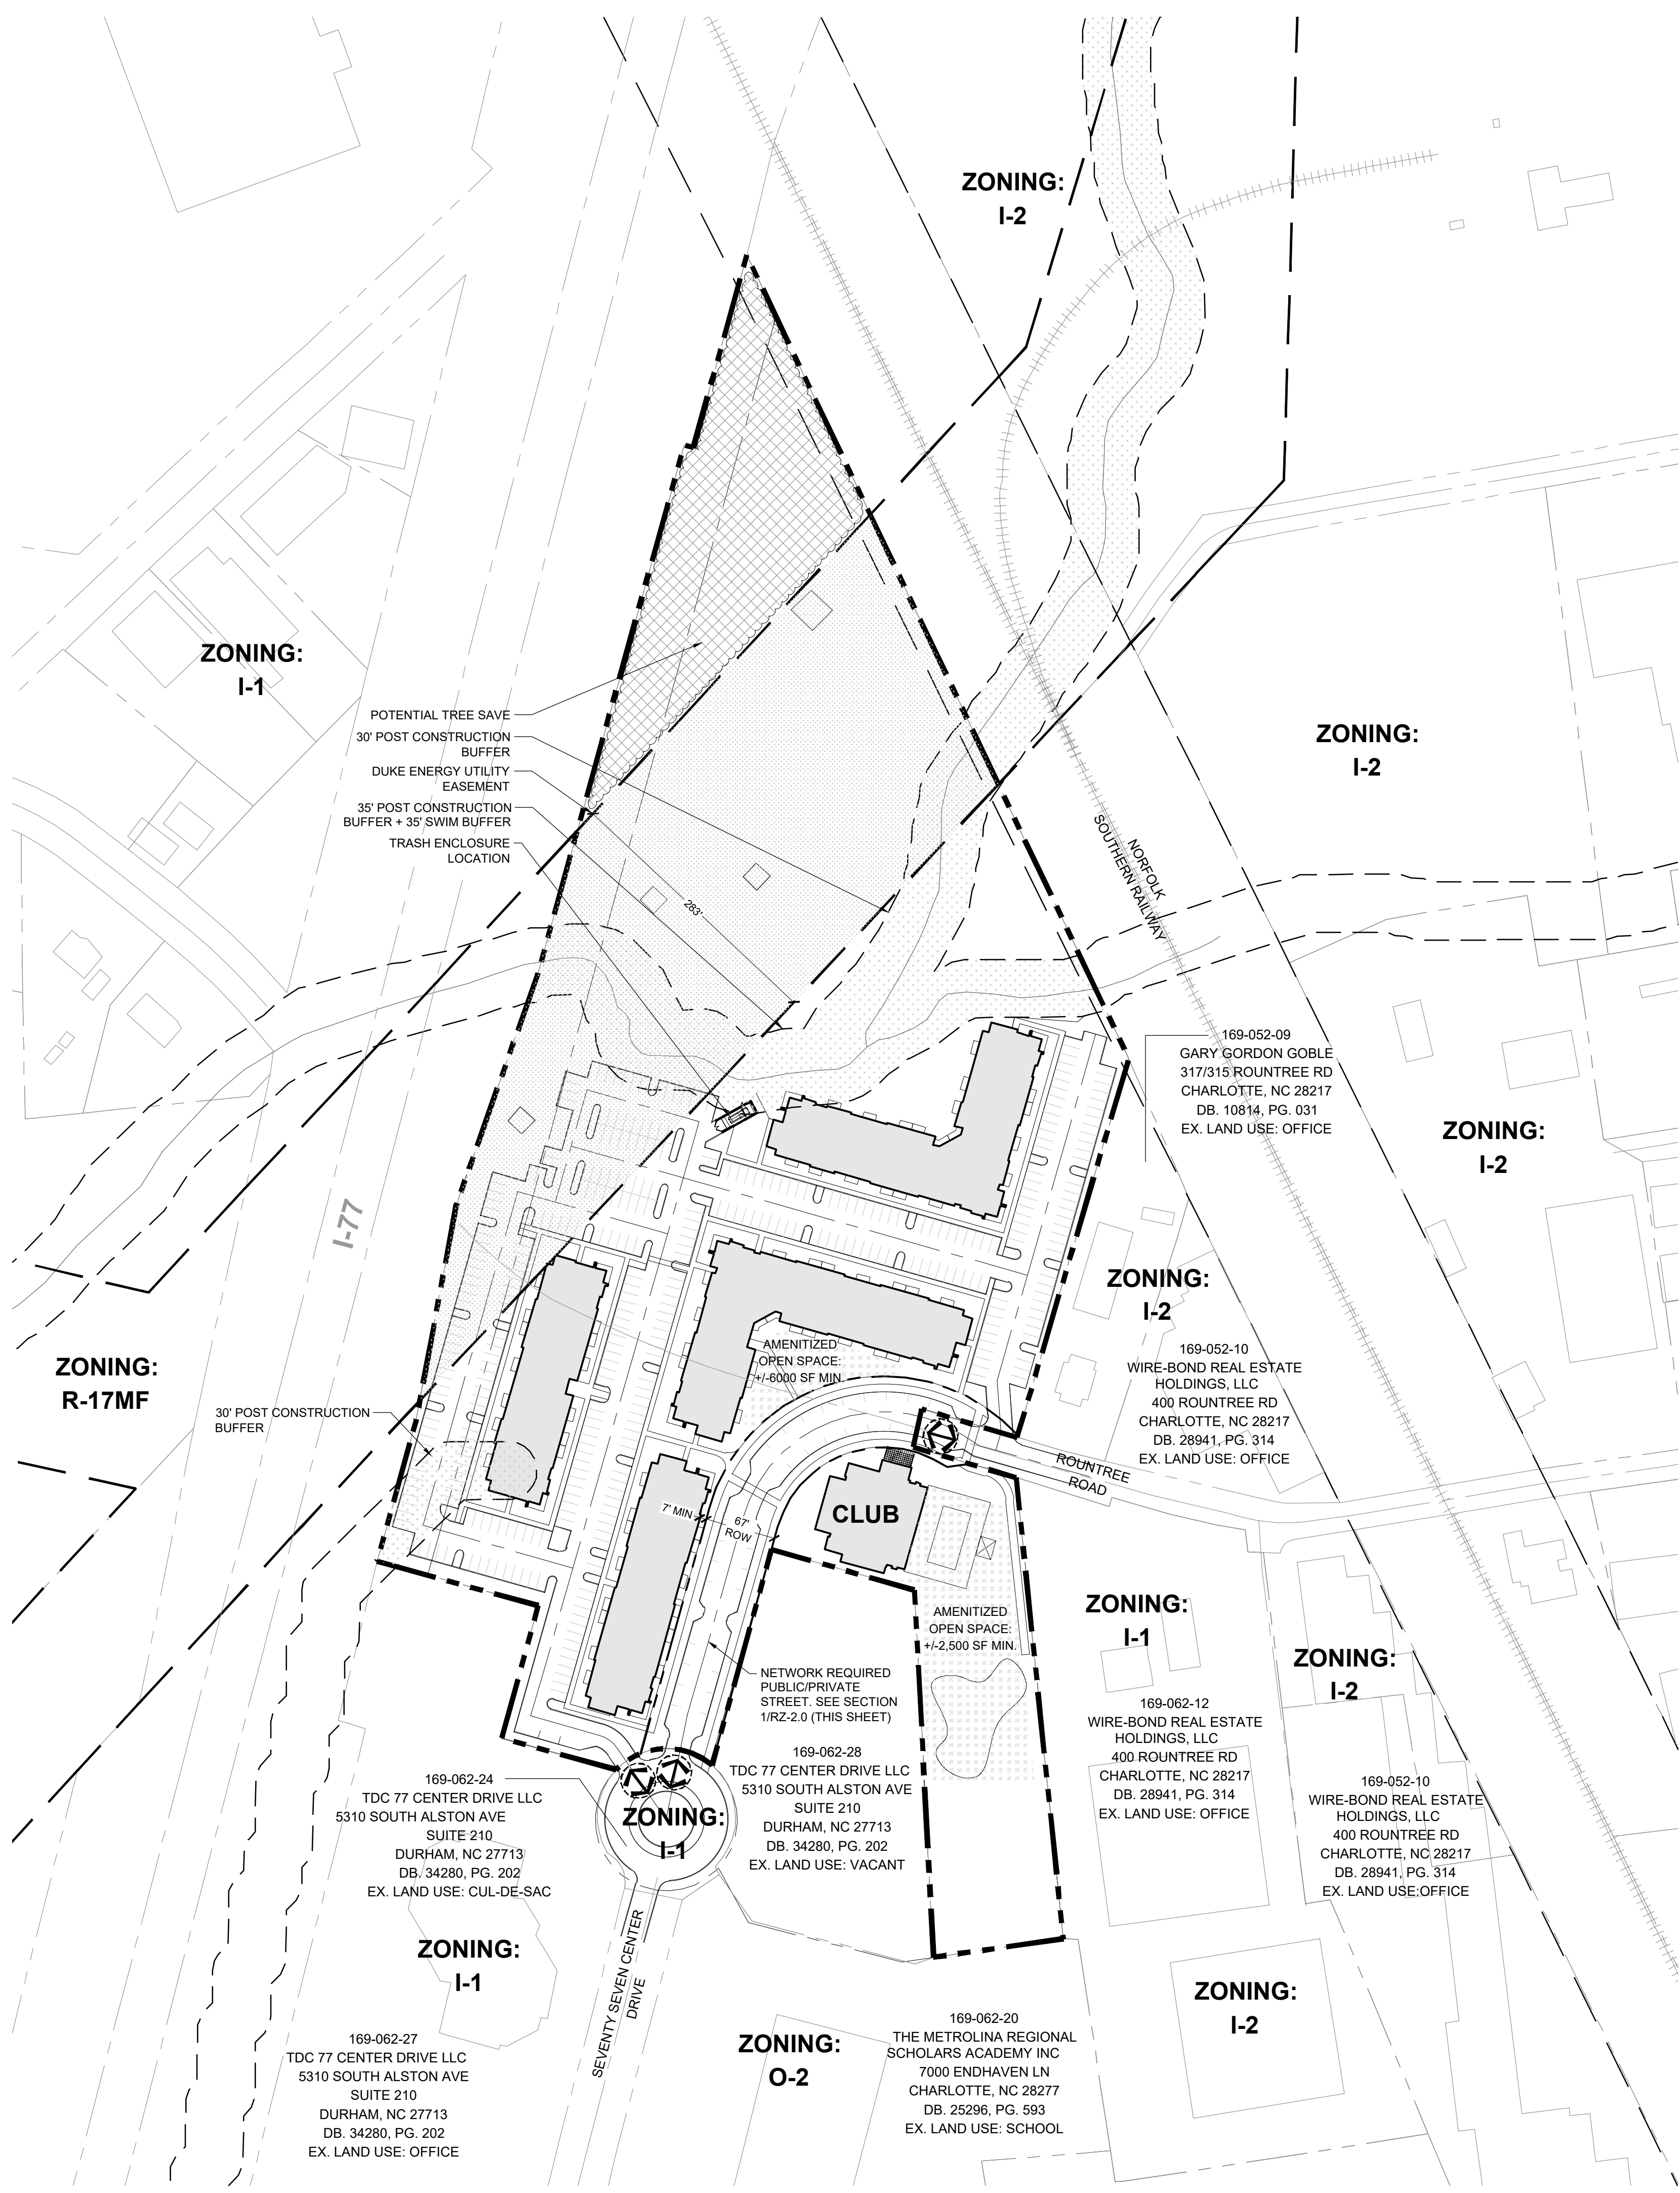 ZONING:
I-2
ZONING:
I-1
POTENTIAL TREE SAVE
30' POST CONSTRUCTION
BUFFER
DUKE ENERGY UTILITY
EASEMENT
35' POST CONSTRUCTION
BUFFER + 35' SWIM BUFFER
TRASH ENCLOSURE
LOCATION
283'
ZONING:
I-2
NORFOLK
SOUTHERN RAILWAY
169-052-09
GARY GORDON GOBLE
317/315 ROUNTREE RD
CHARLOTTE, NC 28217
DB. 10814, PG. 031
EX. LAND USE: OFFICE
ZONING:
I-2
I-77
ZONING:
I-2
AMENITIZED
OPEN SPACE:
+/-6000 SF MIN.
169-052-10
WIRE-BOND REAL ESTATE
HOLDINGS, LLC
400 ROUNTREE RD
CHARLOTTE, NC 28217
DB. 28941, PG. 314
EX. LAND USE: OFFICE
ZONING:
R-17MF
30' POST CONSTRUCTION
BUFFER
ROUNTREE
ROAD
CLUB
7' MIN
67'
ROW
AMENITIZED
OPEN SPACE:
+/-2,500 SF MIN.
ZONING:
I-1
ZONING:
I-2
NETWORK REQUIRED
PUBLIC/PRIVATE
STREET. SEE SECTION
1/RZ-2.0 (THIS SHEET)
169-062-12
WIRE-BOND REAL ESTATE
HOLDINGS, LLC
400 ROUNTREE RD
CHARLOTTE, NC 28217
DB. 28941, PG. 314
EX. LAND USE: OFFICE
169-062-28
TDC 77 CENTER DRIVE LLC
5310 SOUTH ALSTON AVE
SUITE 210
DURHAM, NC 27713
DB. 34280, PG. 202
EX. LAND USE: VACANT
169-062-24
TDC 77 CENTER DRIVE LLC
5310 SOUTH ALSTON AVE
SUITE 210
DURHAM, NC 27713
DB. 34280, PG. 202
EX. LAND USE: CUL-DE-SAC
ZONING:
I-1
169-052-10
WIRE-BOND REAL ESTATE
HOLDINGS, LLC
400 ROUNTREE RD
CHARLOTTE, NC 28217
DB. 28941, PG. 314
EX. LAND USE:OFFICE
ZONING:
I-1
SEVENTY SEVEN CENTER
DRIVE
ZONING:
I-2
169-062-27
TDC 77 CENTER DRIVE LLC
5310 SOUTH ALSTON AVE
SUITE 210
DURHAM, NC 27713
DB. 34280, PG. 202
EX. LAND USE: OFFICE
ZONING:
O-2
169-062-20
THE METROLINA REGIONAL
SCHOLARS ACADEMY INC
7000 ENDHAVEN LN
CHARLOTTE, NC 28277
DB. 25296, PG. 593
EX. LAND USE: SCHOOL